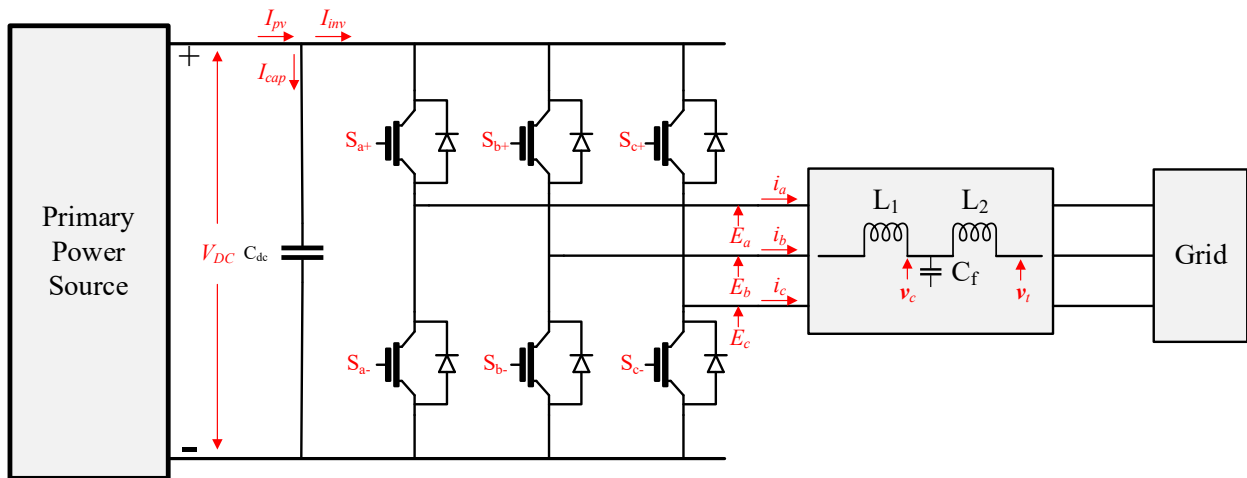 I_pv
I_inv
+
I_cap
S_a+
S_b+
S_c+
Primary
Power
Source
V_DC
C_dc
E_a
E_b
E_c
i_a
i_b
i_c
L_1
L_2
C_f
v_c
v_t
Grid
S_a-
S_b-
S_c-
-